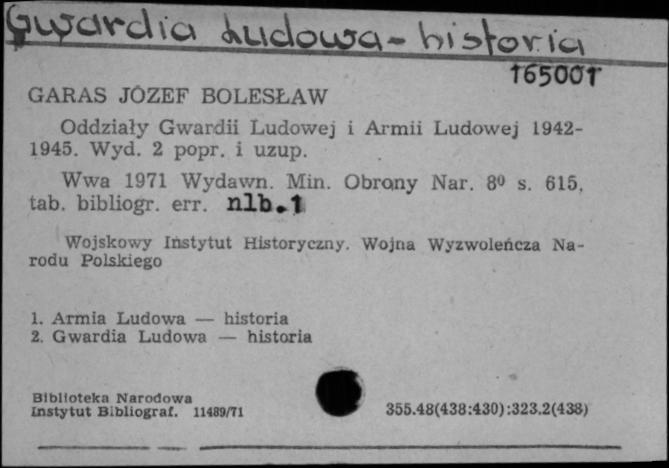 Gwardia Ludowa - historia
165001
GARAS JÓZEF BOLESŁAW
Oddziały Gwardii Ludowej i Armii Ludowej 1942-
1945. Wyd. 2 popr. i uzup.
Wwa 1971 Wydawn. Min. Obrony Nar. 8⁰ s. 615,
tab. bibliogr. err. nlb. 1
Wojskowy Instytut Historyczny. Wojna Wyzwoleńcza Na-
rodu Polskiego
1. Armia Ludowa — historia
2. Gwardia Ludowa — historia
Biblioteka Narodowa
Instytut Bibliograf. 11489/71
355.48(438:430):323.2(438)